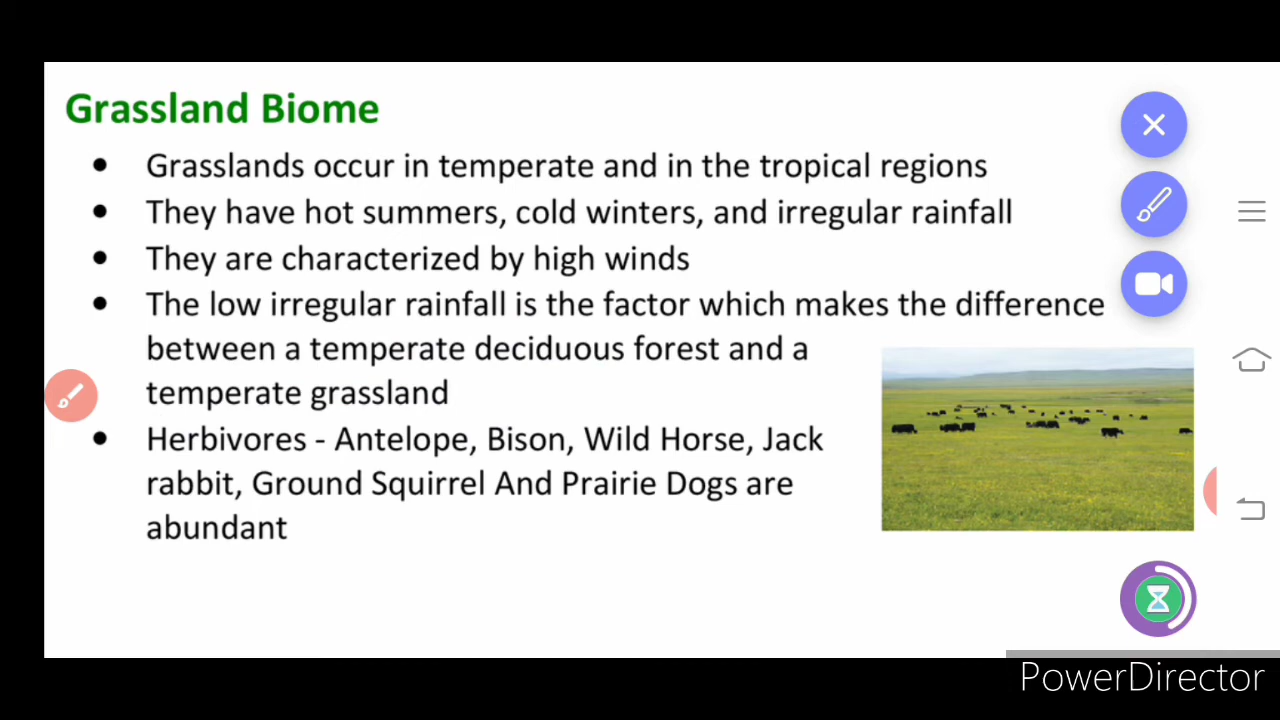 Grassland Biome
• Grasslands occur in temperate and in the tropical regions
• They have hot summers, cold winters, and irregular rainfall
• They are characterized by high winds
• The low irregular rainfall is the factor which makes the difference
between a temperate deciduous forest and a
temperate grassland
• Herbivores - Antelope, Bison, Wild Horse, Jack
rabbit, Ground Squirrel And Prairie Dogs are
abundant
PowerDirector